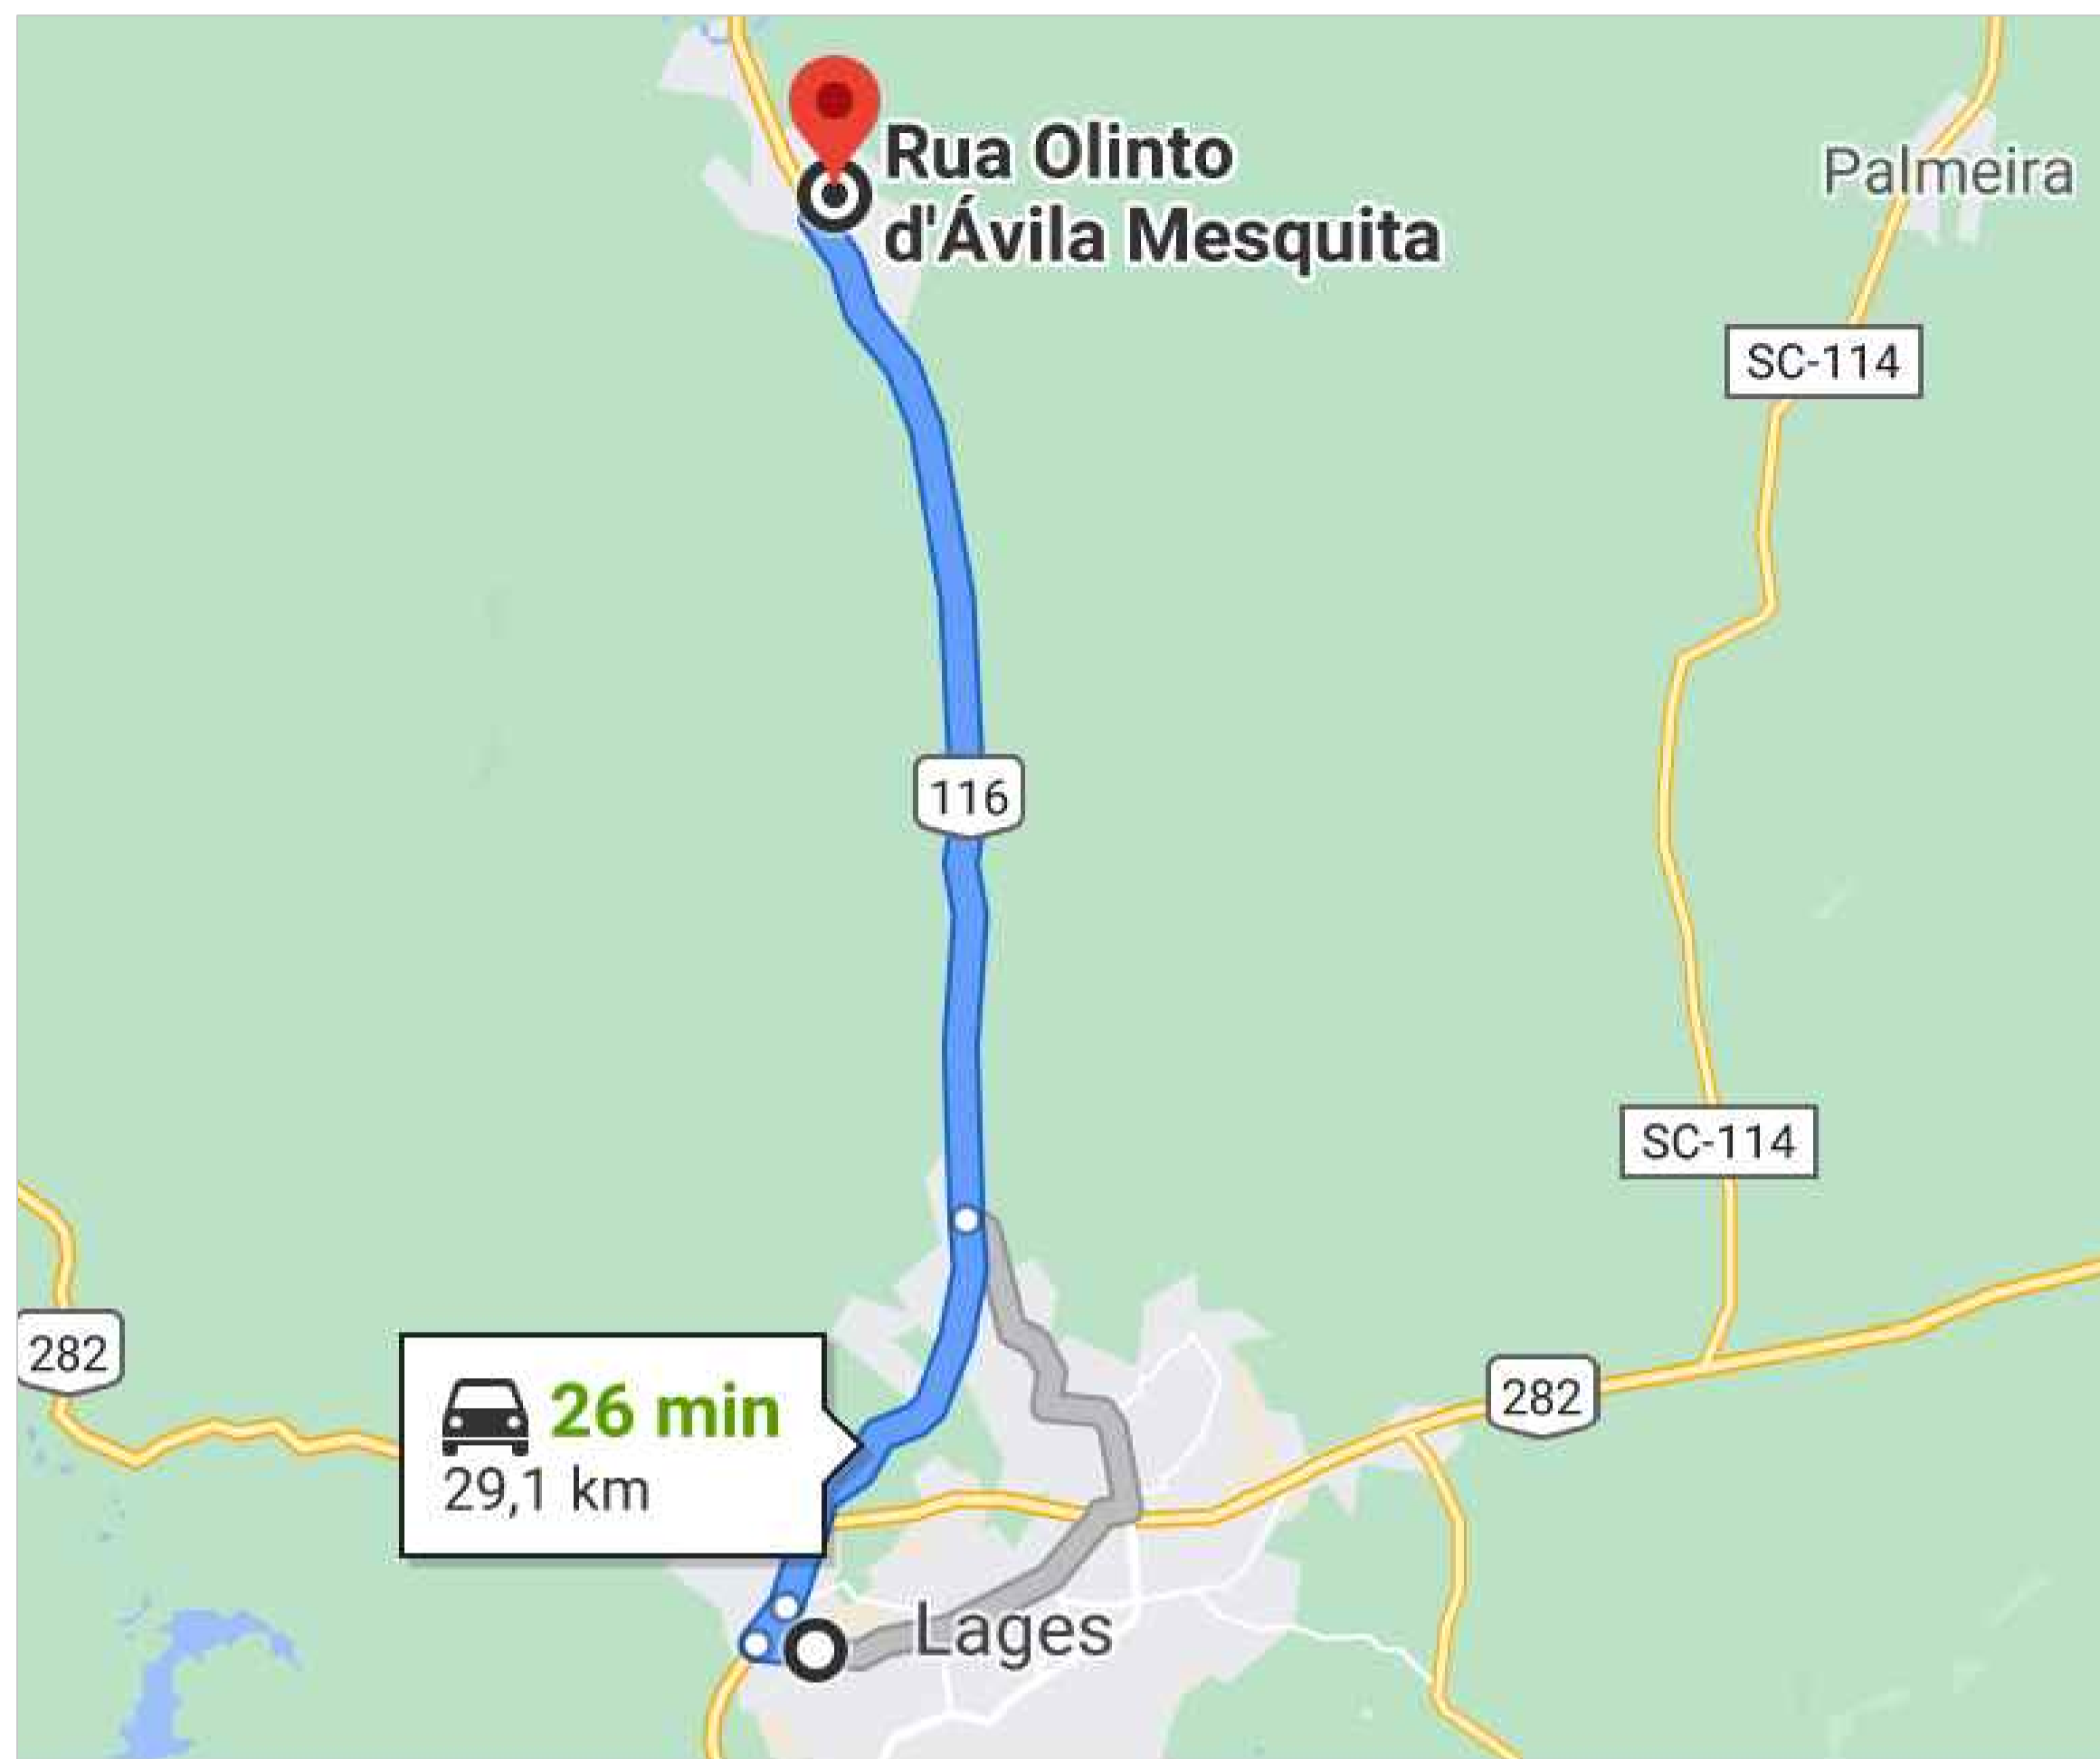 Rua Olinto
d'Ávila Mesquita
Palmeira
SC-114
116
SC-114
282
282
26 min
29,1 km
Lages